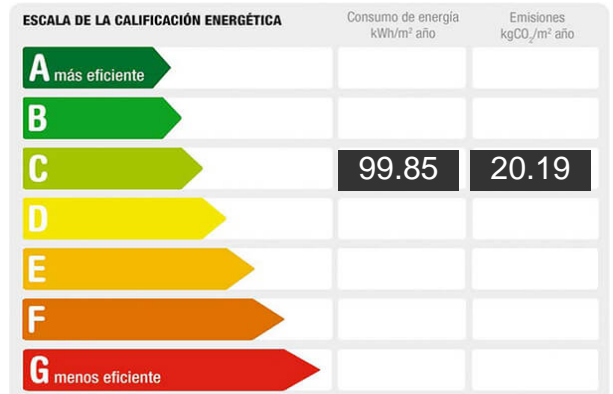 ESCALA DE LA CALIFICACIÓN ENERGÉTICA
Consumo de energía
kWh/m² año
Emisiones
kgCO₂/m² año
A más eficiente
B
C 99.85 20.19
D
E
F
G menos eficiente